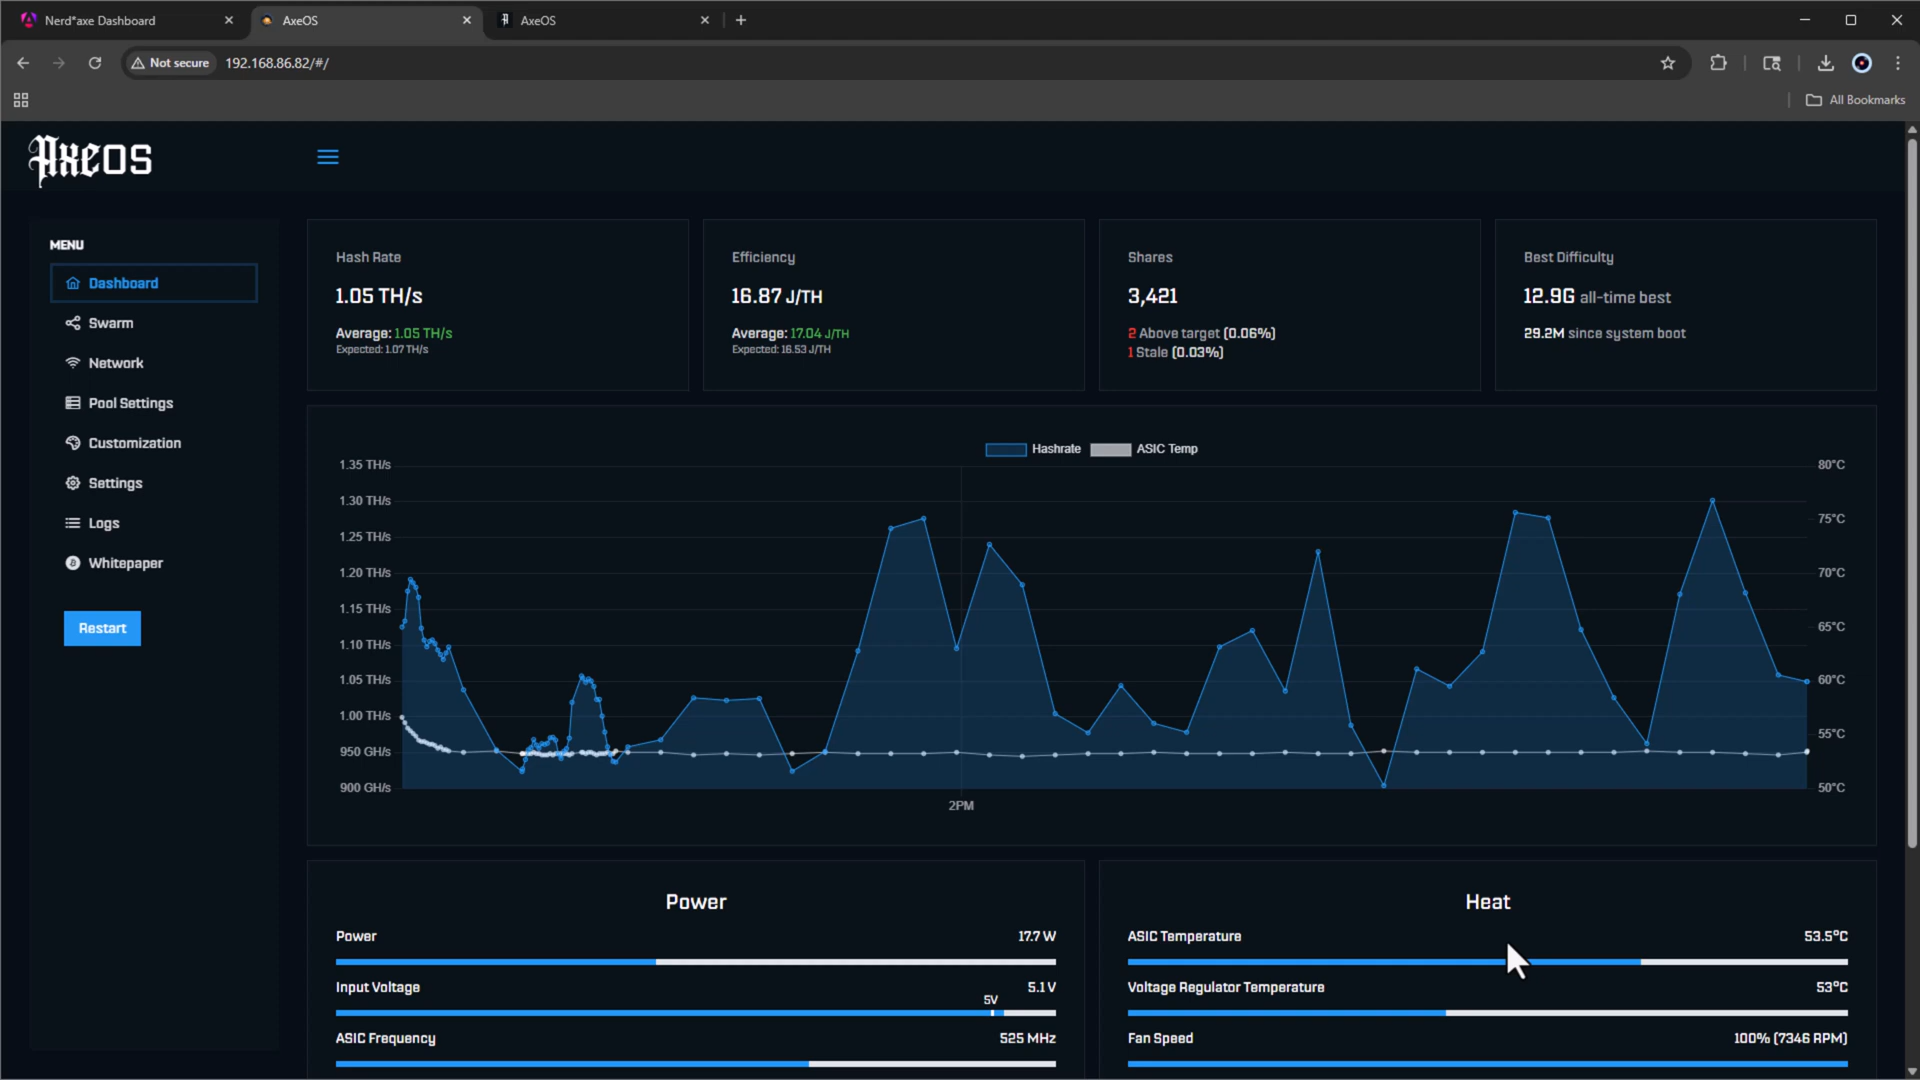 Nerd*axe Dashboard
AxeOS
AxeOS
Not secure
192.168.86.82/#/
All Bookmarks
AxeOS
MENU
Dashboard
Swarm
Network
Pool Settings
Customization
Settings
Logs
Whitepaper
Restart
Hash Rate
1.05 TH/s
Average: 1.05 TH/s
Expected: 1.07 TH/s
Efficiency
16.87 J/TH
Average: 17.04 J/TH
Expected: 16.53 J/TH
Shares
3,421
2 Above target (0.06%)
1 Stale (0.03%)
Best Difficulty
12.9G all-time best
29.2M since system boot
Hashrate
ASIC Temp
1.35 TH/s
1.30 TH/s
1.25 TH/s
1.20 TH/s
1.15 TH/s
1.10 TH/s
1.05 TH/s
1.00 TH/s
950 GH/s
900 GH/s
80°C
75°C
70°C
65°C
60°C
55°C
50°C
2PM
Power
Power 17.7 W
Input Voltage 5.1 V
5V
ASIC Frequency 525 MHz
Heat
ASIC Temperature 53.5°C
Voltage Regulator Temperature 53°C
Fan Speed 100% (7346 RPM)